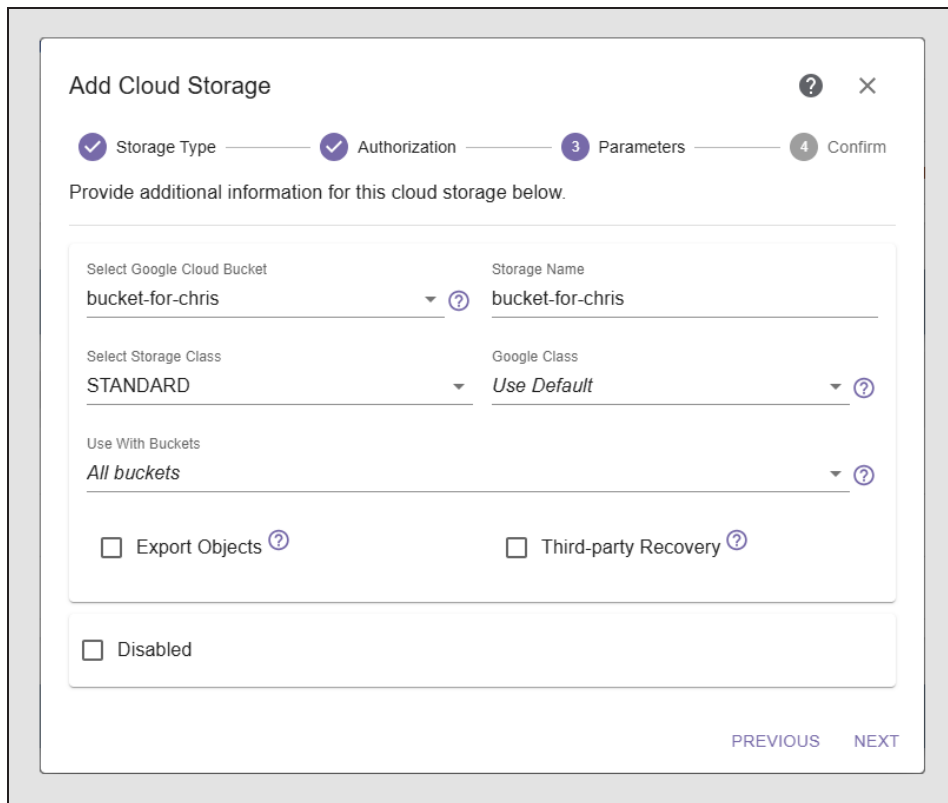 Add Cloud Storage ? ×
Storage Type Authorization 3 Parameters 4 Confirm
Provide additional information for this cloud storage below.
Select Google Cloud Bucket Storage Name
bucket-for-chris ? bucket-for-chris
Select Storage Class Google Class
STANDARD Use Default ?
Use With Buckets
All buckets ?
Export Objects ? Third-party Recovery ?
Disabled
PREVIOUS NEXT